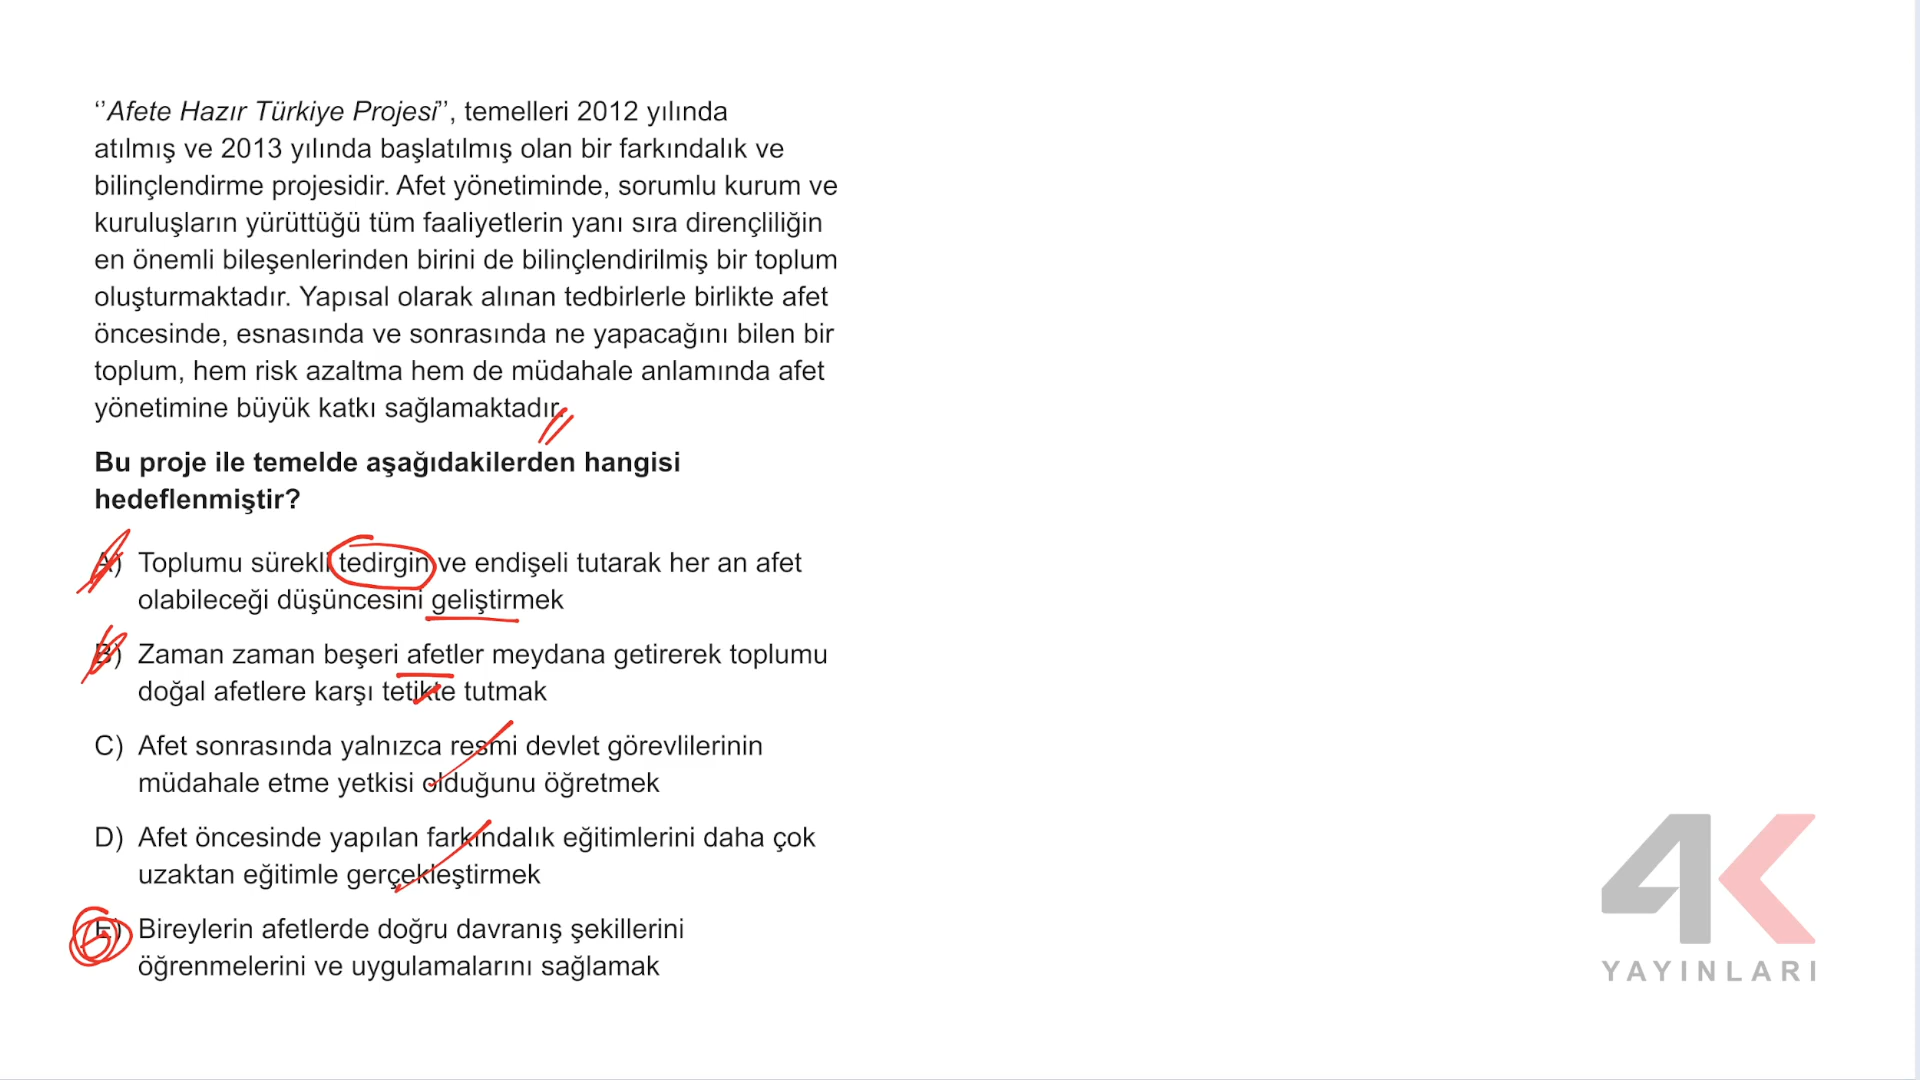 ‘’Afete Hazır Türkiye Projesi’’, temelleri 2012 yılında
atılmış ve 2013 yılında başlatılmış olan bir farkındalık ve
bilinçlendirme projesidir. Afet yönetiminde, sorumlu kurum ve
kuruluşların yürüttüğü tüm faaliyetlerin yanı sıra dirençliliğin
en önemli bileşenlerinden birini de bilinçlendirilmiş bir toplum
oluşturmaktadır. Yapısal olarak alınan tedbirlerle birlikte afet
öncesinde, esnasında ve sonrasında ne yapacağını bilen bir
toplum, hem risk azaltma hem de müdahale anlamında afet
yönetimine büyük katkı sağlamaktadır.
Bu proje ile temelde aşağıdakilerden hangisi
hedeflenmiştir?
A) Toplumu sürekli tedirgin ve endişeli tutarak her an afet
olabileceği düşüncesini geliştirmek
B) Zaman zaman beşeri afetler meydana getirerek toplumu
doğal afetlere karşı tetikte tutmak
C) Afet sonrasında yalnızca resmi devlet görevlilerinin
müdahale etme yetkisi olduğunu öğretmek
D) Afet öncesinde yapılan farkındalık eğitimlerini daha çok
uzaktan eğitimle gerçekleştirmek
E) Bireylerin afetlerde doğru davranış şekillerini
öğrenmelerini ve uygulamalarını sağlamak
4K
YAYINLARI